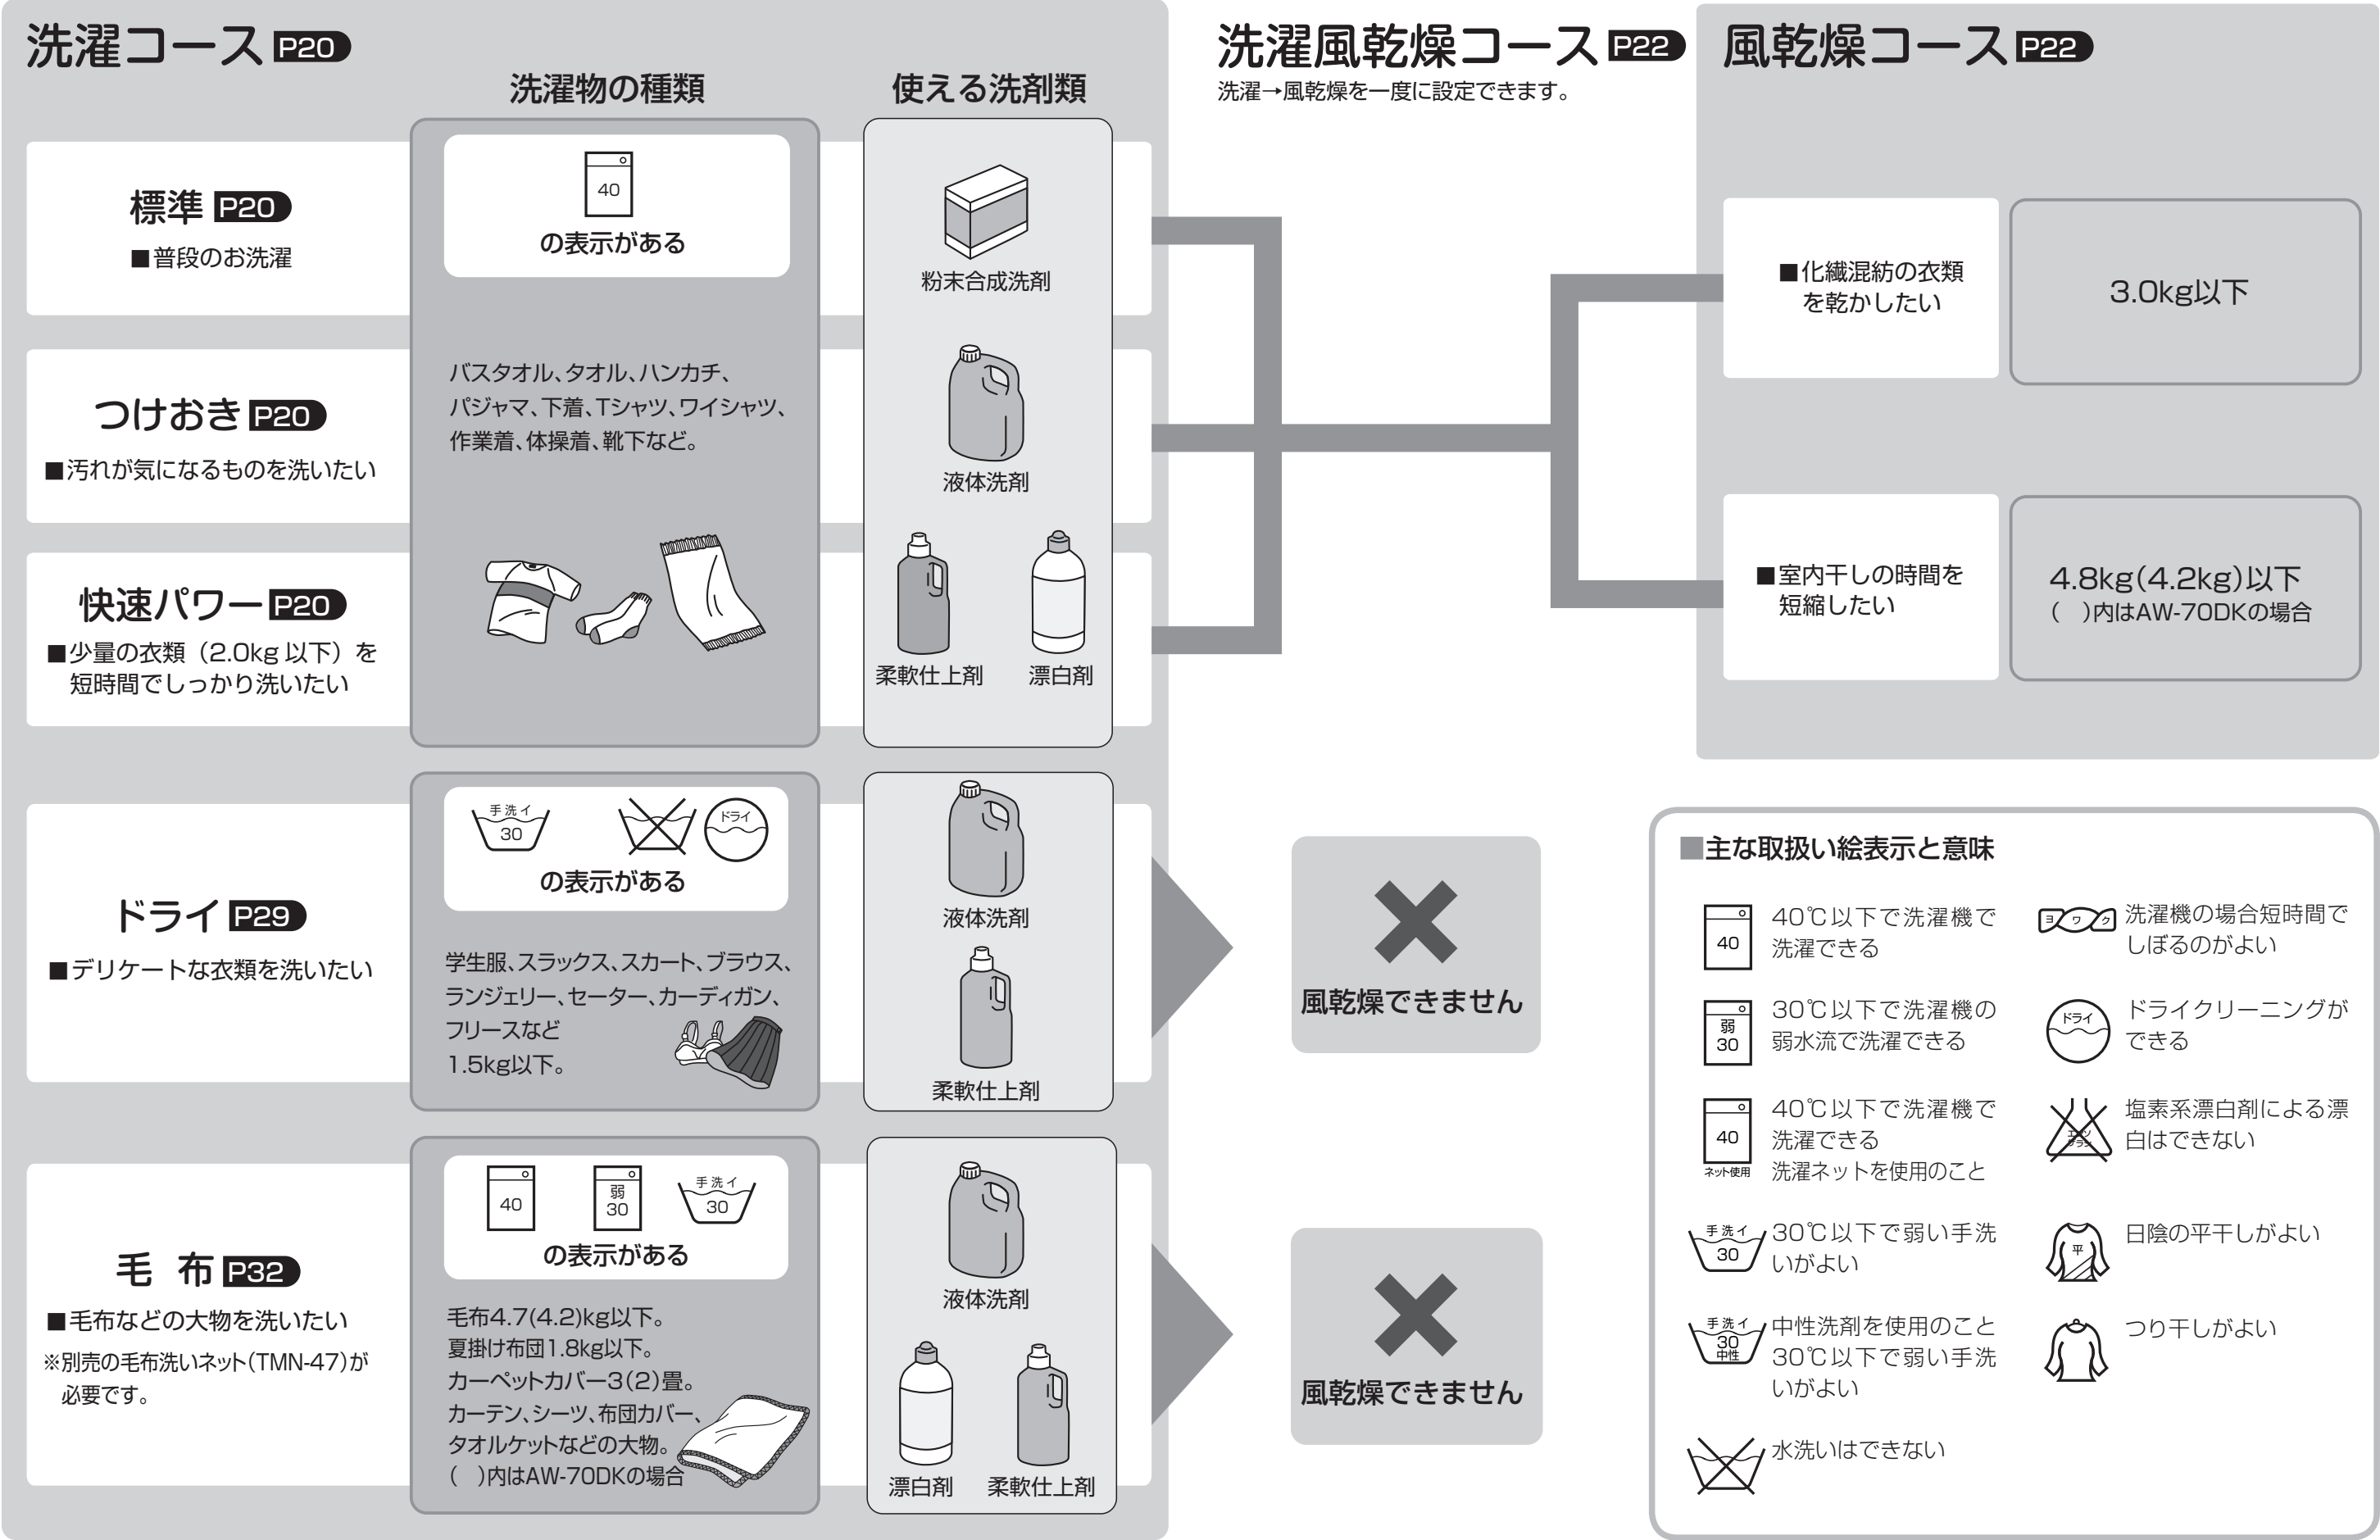 洗濯コース P20
洗濯物の種類
使える洗剤類
標準 P20
■普段のお洗濯
つけおき P20
■汚れが気になるものを洗いたい
快速パワー P20
■少量の衣類（2.0kg 以下）を
短時間でしっかり洗いたい
40
の表示がある
バスタオル、タオル、ハンカチ、
パジャマ、下着、Tシャツ、ワイシャツ、
作業着、体操着、靴下など。
粉末合成洗剤
液体洗剤
柔軟仕上剤
漂白剤
ドライ P29
■デリケートな衣類を洗いたい
手洗イ
30
ドライ
の表示がある
学生服、スラックス、スカート、ブラウス、
ランジェリー、セーター、カーディガン、
フリースなど
1.5kg以下。
液体洗剤
柔軟仕上剤
毛 布 P32
■毛布などの大物を洗いたい
※別売の毛布洗いネット(TMN-47)が
必要です。
40
弱
30
手洗イ
30
の表示がある
毛布4.7(4.2)kg以下。
夏掛け布団1.8kg以下。
カーペットカバー3(2)畳。
カーテン、シーツ、布団カバー、
タオルケットなどの大物。
(　)内はAW-70DKの場合
液体洗剤
漂白剤
柔軟仕上剤
洗濯風乾燥コース P22
洗濯→風乾燥を一度に設定できます。
風乾燥できません
風乾燥できません
風乾燥コース P22
■化繊混紡の衣類
を乾かしたい
3.0kg以下
■室内干しの時間を
短縮したい
4.8kg(4.2kg)以下
(　)内はAW-70DKの場合
■主な取扱い絵表示と意味
40
40℃以下で洗濯機で
洗濯できる
弱
30
30℃以下で洗濯機の
弱水流で洗濯できる
40
ネット使用
40℃以下で洗濯機で
洗濯できる
洗濯ネットを使用のこと
手洗イ
30
30℃以下で弱い手洗
いがよい
手洗イ
30
中性
中性洗剤を使用のこと
30℃以下で弱い手洗
いがよい
水洗いはできない
ヨワク
洗濯機の場合短時間で
しぼるのがよい
ドライ
ドライクリーニングが
できる
エンソ
サラシ
塩素系漂白剤による漂
白はできない
平
日陰の平干しがよい
つり干しがよい